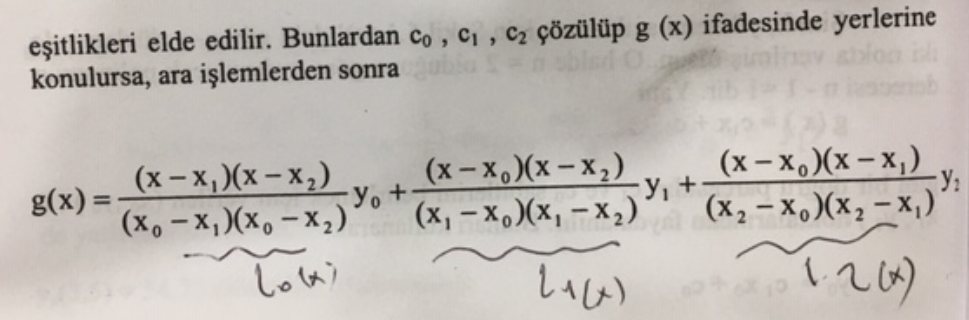 eşitlikleri elde edilir. Bunlardan c₀ , c₁ , c₂ çözülüp g (x) ifadesinde yerlerine
konulursa, ara işlemlerden sonra
g(x) = (x – x₁)(x – x₂) / (x₀ – x₁)(x₀ – x₂) y₀ + (x – x₀)(x – x₂) / (x₁ – x₀)(x₁ – x₂) y₁ + (x – x₀)(x – x₁) / (x₂ – x₀)(x₂ – x₁) y₂
L₀(x) L₁(x) L2(x)